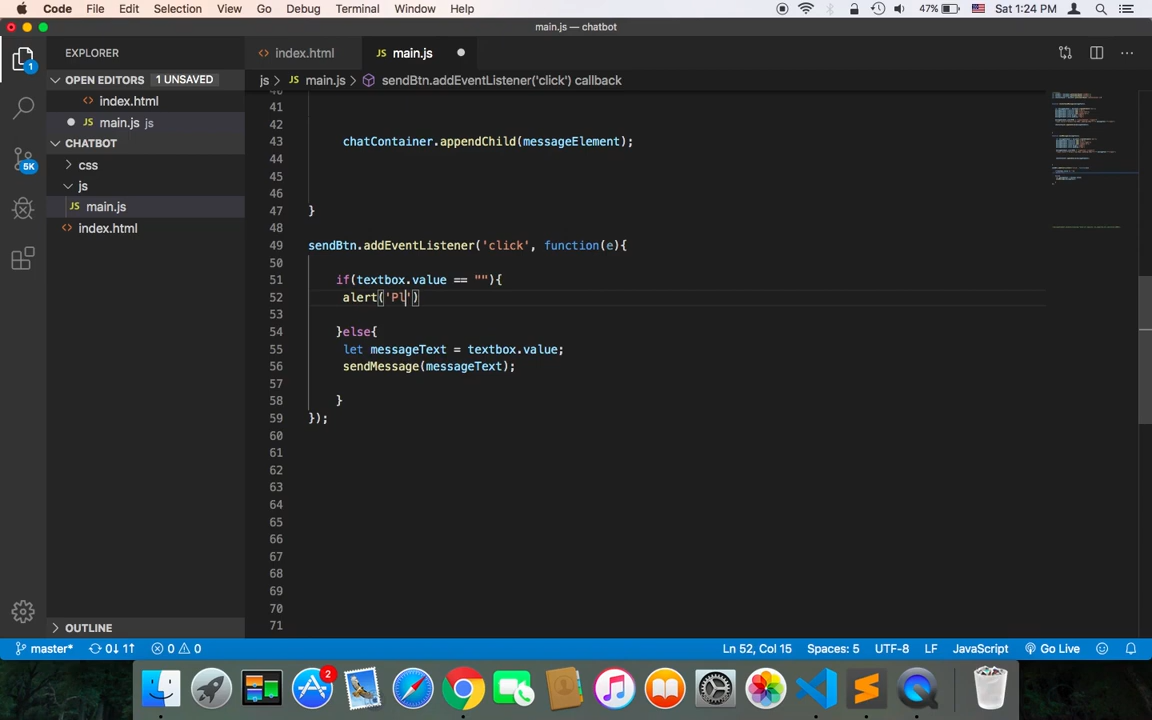 Code File Edit Selection View Go Debug Terminal Window Help 47% Sat 1:24 PM
main.js — chatbot
EXPLORER
index.html
main.js
OPEN EDITORS 1 UNSAVED
js > JS main.js > sendBtn.addEventListener('click') callback
index.html
JS main.js js
CHATBOT
css
js
JS main.js
index.html
41
42
43 chatContainer.appendChild(messageElement);
44
45
46
47 }
48
49 sendBtn.addEventListener('click', function(e){
50
51 if(textbox.value == ""){
52 alert('Pl')
53
54 }else{
55 let messageText = textbox.value;
56 sendMessage(messageText);
57
58 }
59 });
60
61
62
63
64
65
66
67
68
69
70
71
1
5K
OUTLINE
master* 0↓ 1↑ 0 0 Ln 52, Col 15 Spaces: 5 UTF-8 LF JavaScript Go Live
2